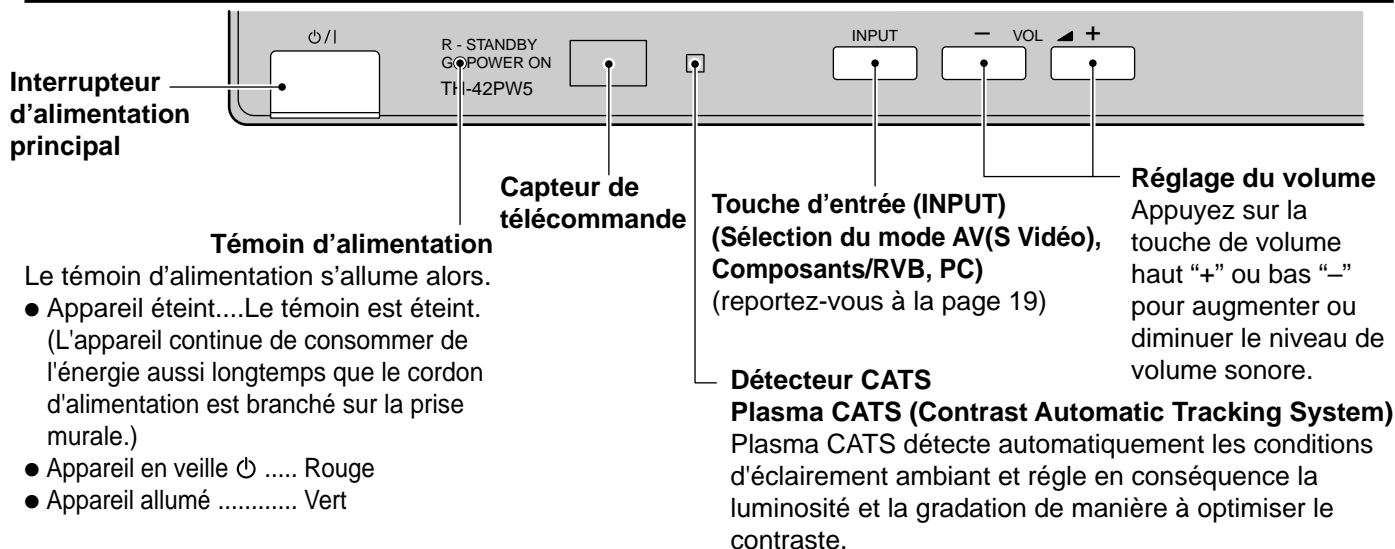 ⏻/I
R - STANDBY
G POWER ON
TH-42PW5
INPUT
− VOL +
Interrupteur
d’alimentation
principal
Témoin d’alimentation
Le témoin d’alimentation s’allume alors.
● Appareil éteint....Le témoin est éteint.
(L'appareil continue de consommer de
l'énergie aussi longtemps que le cordon
d'alimentation est branché sur la prise
murale.)
● Appareil en veille ⏻ ..... Rouge
● Appareil allumé ............ Vert
Capteur de
télécommande
Touche d’entrée (INPUT)
(Sélection du mode AV(S Vidéo),
Composants/RVB, PC)
(reportez-vous à la page 19)
Détecteur CATS
Plasma CATS (Contrast Automatic Tracking System)
Plasma CATS détecte automatiquement les conditions
d'éclairement ambiant et régle en conséquence la
luminosité et la gradation de manière à optimiser le
contraste.
Réglage du volume
Appuyez sur la
touche de volume
haut “+” ou bas “–”
pour augmenter ou
diminuer le niveau de
volume sonore.